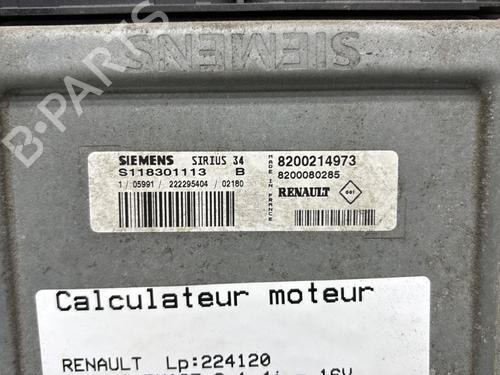 SIEMENS
SIEMENS SIRIUS 34
S118301113 B
1 / 05991 / 222295404 / 02180
MADE IN FRANCE
8200214973
8200080285
RENAULT
Calculateur moteur
RENAULT Lp:224120
16V